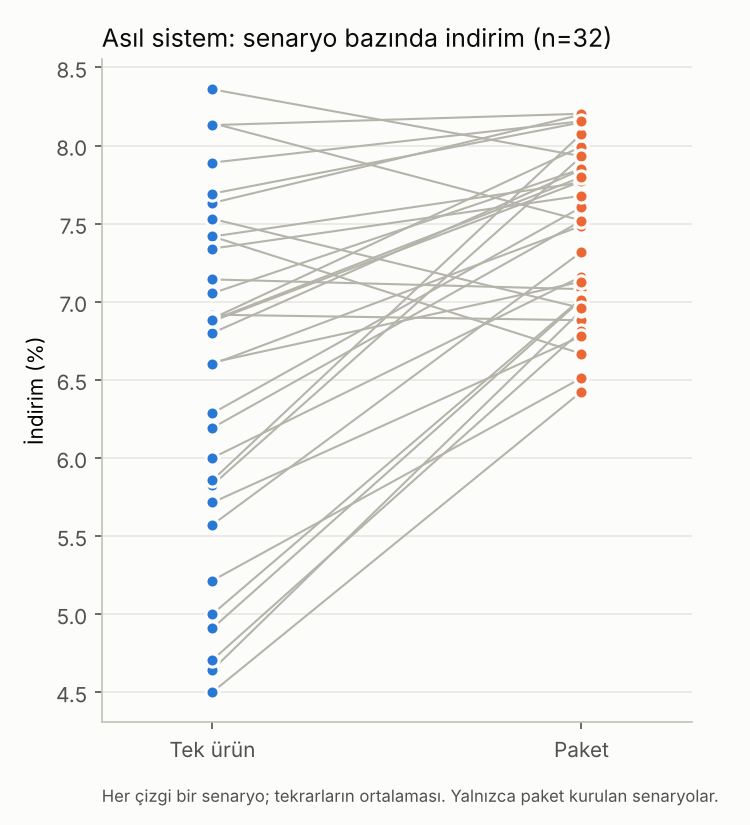 Asıl sistem: senaryo bazında indirim (n=32)
İndirim (%)
8.5
8.0
7.5
7.0
6.5
6.0
5.5
5.0
4.5
Tek ürün
Paket
Her çizgi bir senaryo; tekrarların ortalaması. Yalnızca paket kurulan senaryolar.